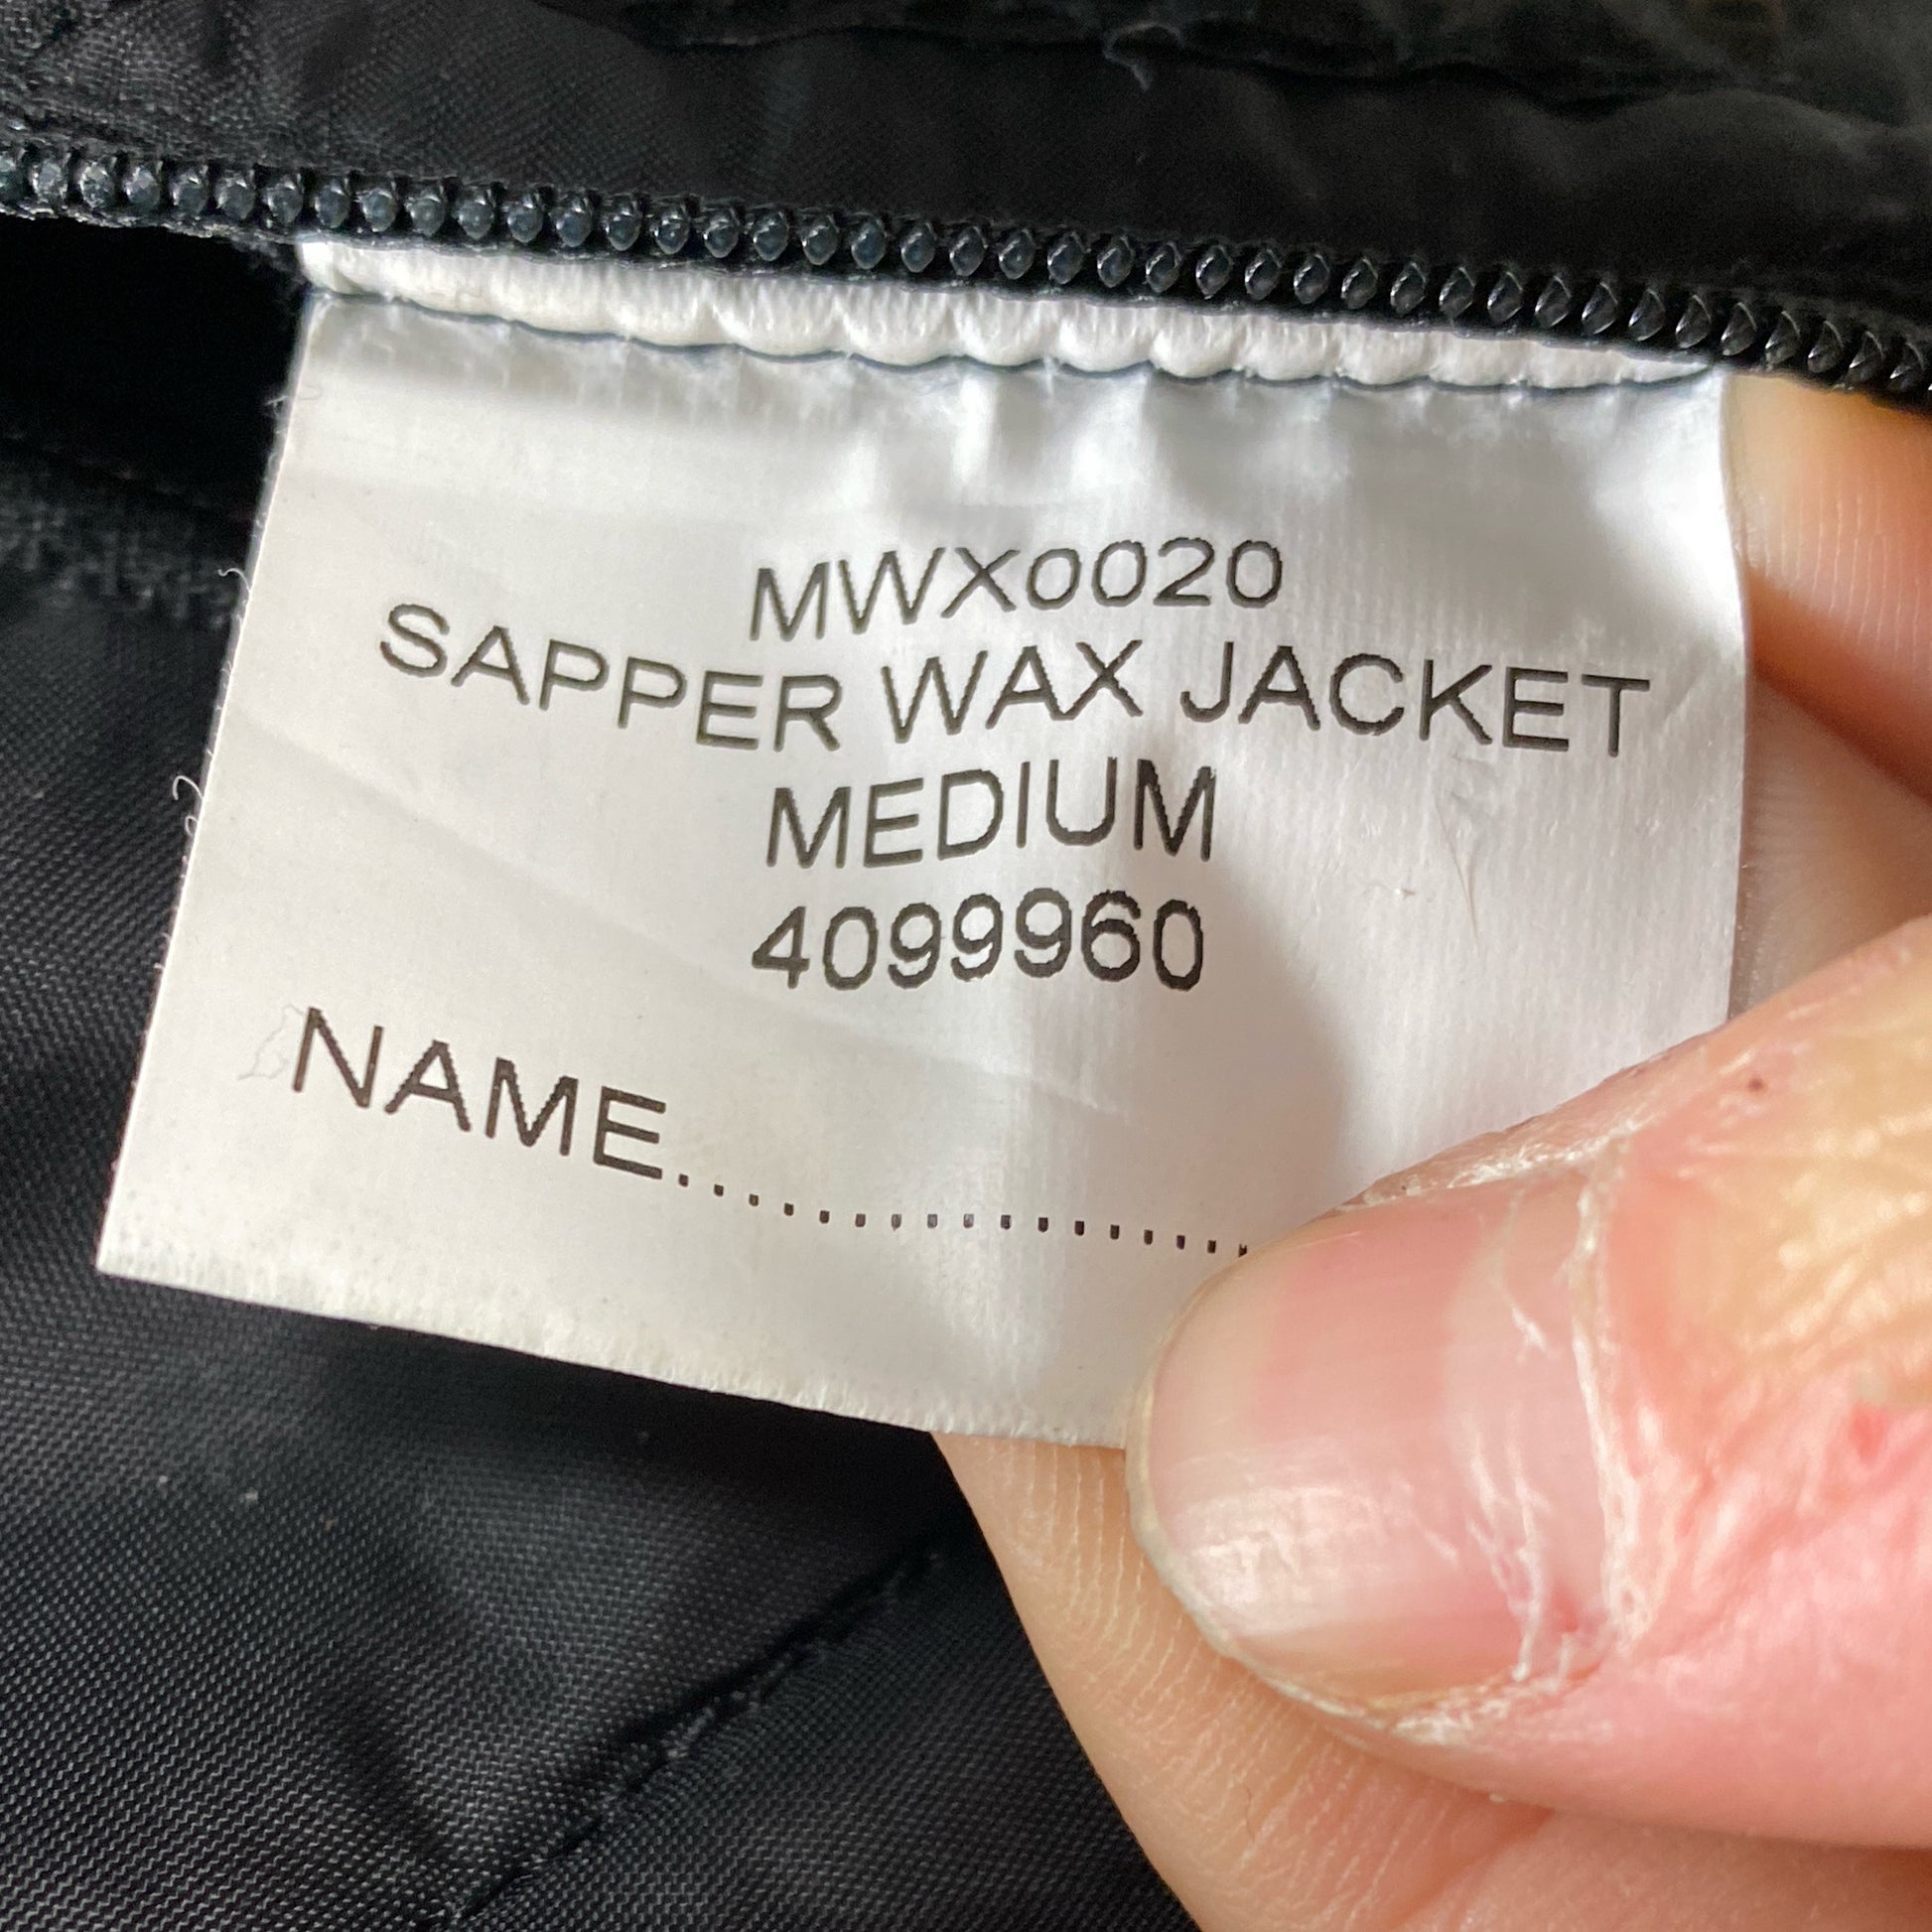 MWX0020
SAPPER WAX JACKET
MEDIUM
4099960
NAME....................